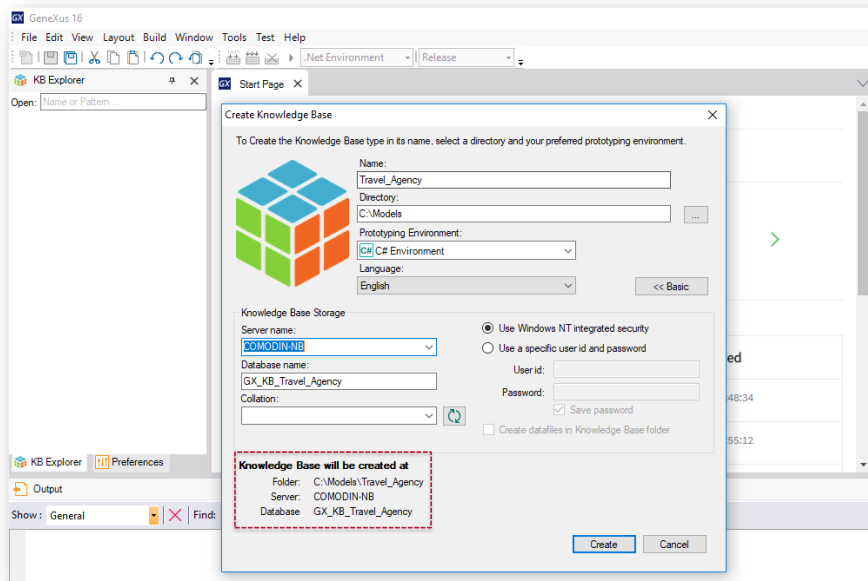 GX GeneXus 16
File Edit View Layout Build Window Tools Test Help
.Net Environment Release
KB Explorer
GX Start Page
Open: Name or Pattern ...
Create Knowledge Base
To Create the Knowledge Base type in its name, select a directory and your preferred prototyping environment.
Name:
Travel_Agency
Directory:
C:\Models
...
Prototyping Environment:
C# C# Environment
Language:
English
<< Basic
Knowledge Base Storage
Server name:
COMODIN-NB
Database name:
GX_KB_Travel_Agency
Collation:
Use Windows NT integrated security
Use a specific user id and password
User id:
Password:
Save password
Create datafiles in Knowledge Base folder
ed
48:34
55:12
Knowledge Base will be created at
Folder: C:\Models\Travel_Agency
Server: COMODIN-NB
Database GX_KB_Travel_Agency
Create Cancel
KB Explorer Preferences
Output
Show: General Find: